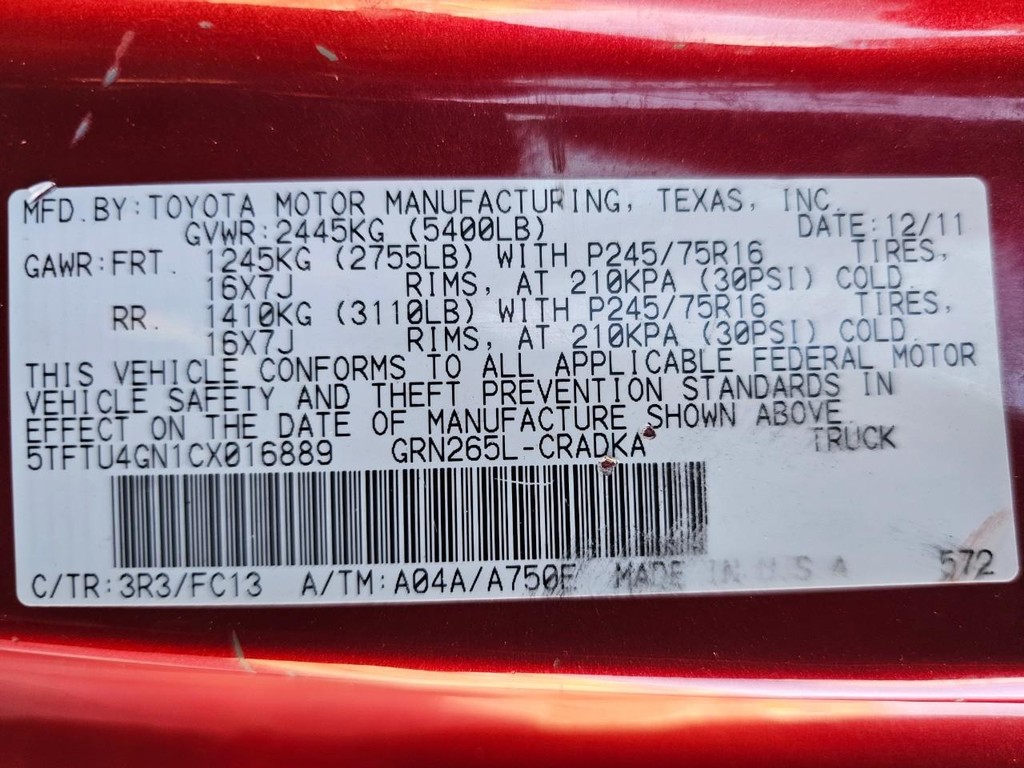 MFD.BY:TOYOTA MOTOR MANUFACTURING, TEXAS, INC.
GVWR:2445KG (5400LB) DATE:12/11
GAWR:FRT. 1245KG (2755LB) WITH P245/75R16 TIRES,
16X7J RIMS, AT 210KPA (30PSI) COLD.
RR. 1410KG (3110LB) WITH P245/75R16 TIRES,
16X7J RIMS, AT 210KPA (30PSI) COLD.
THIS VEHICLE CONFORMS TO ALL APPLICABLE FEDERAL MOTOR
VEHICLE SAFETY AND THEFT PREVENTION STANDARDS IN
EFFECT ON THE DATE OF MANUFACTURE SHOWN ABOVE.
5TFTU4GN1CX016889 GRN265L-CRADKA TRUCK
C/TR:3R3/FC13 A/TM:A04A/A750E MADE IN U.S.A. 572